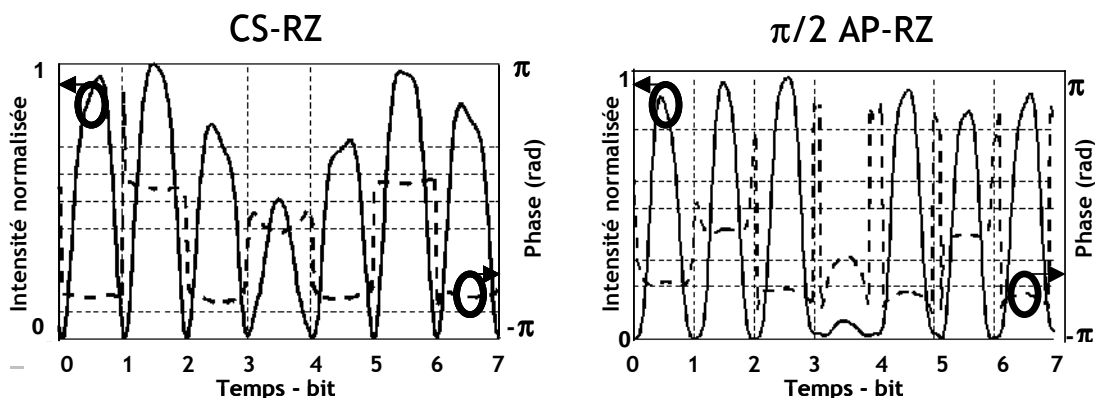 CS-RZ
1
π
Intensité normalisée
Phase (rad)
0
-π
0 1 2 3 4 5 6 7
Temps - bit
π/2 AP-RZ
1
π
Intensité normalisée
Phase (rad)
0
-π
0 1 2 3 4 5 6 7
Temps - bit